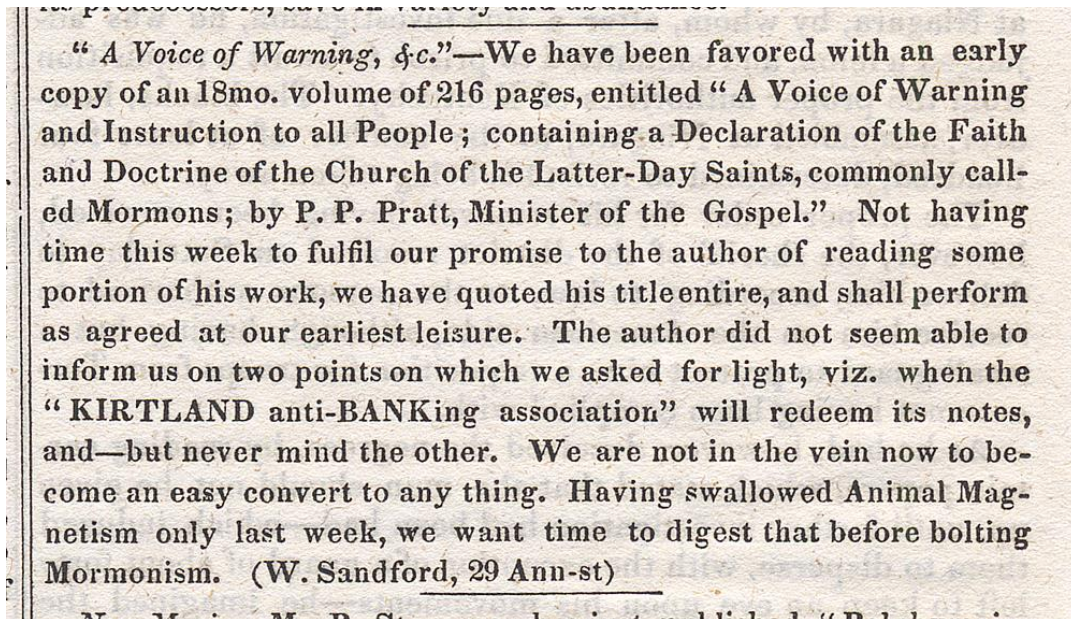 its predecessors, save in variety and abundance.
“ A Voice of Warning, &c.”—We have been favored with an early
copy of an 18mo. volume of 216 pages, entitled “ A Voice of Warning
and Instruction to all People ; containing a Declaration of the Faith
and Doctrine of the Church of the Latter-Day Saints, commonly call-
ed Mormons ; by P. P. Pratt, Minister of the Gospel.” Not having
time this week to fulfil our promise to the author of reading some
portion of his work, we have quoted his title entire, and shall perform
as agreed at our earliest leisure. The author did not seem able to
inform us on two points on which we asked for light, viz. when the
“ KIRTLAND anti-BANKing association” will redeem its notes,
and—but never mind the other. We are not in the vein now to be-
come an easy convert to any thing. Having swallowed Animal Mag-
netism only last week, we want time to digest that before bolting
Mormonism. (W. Sandford, 29 Ann-st)